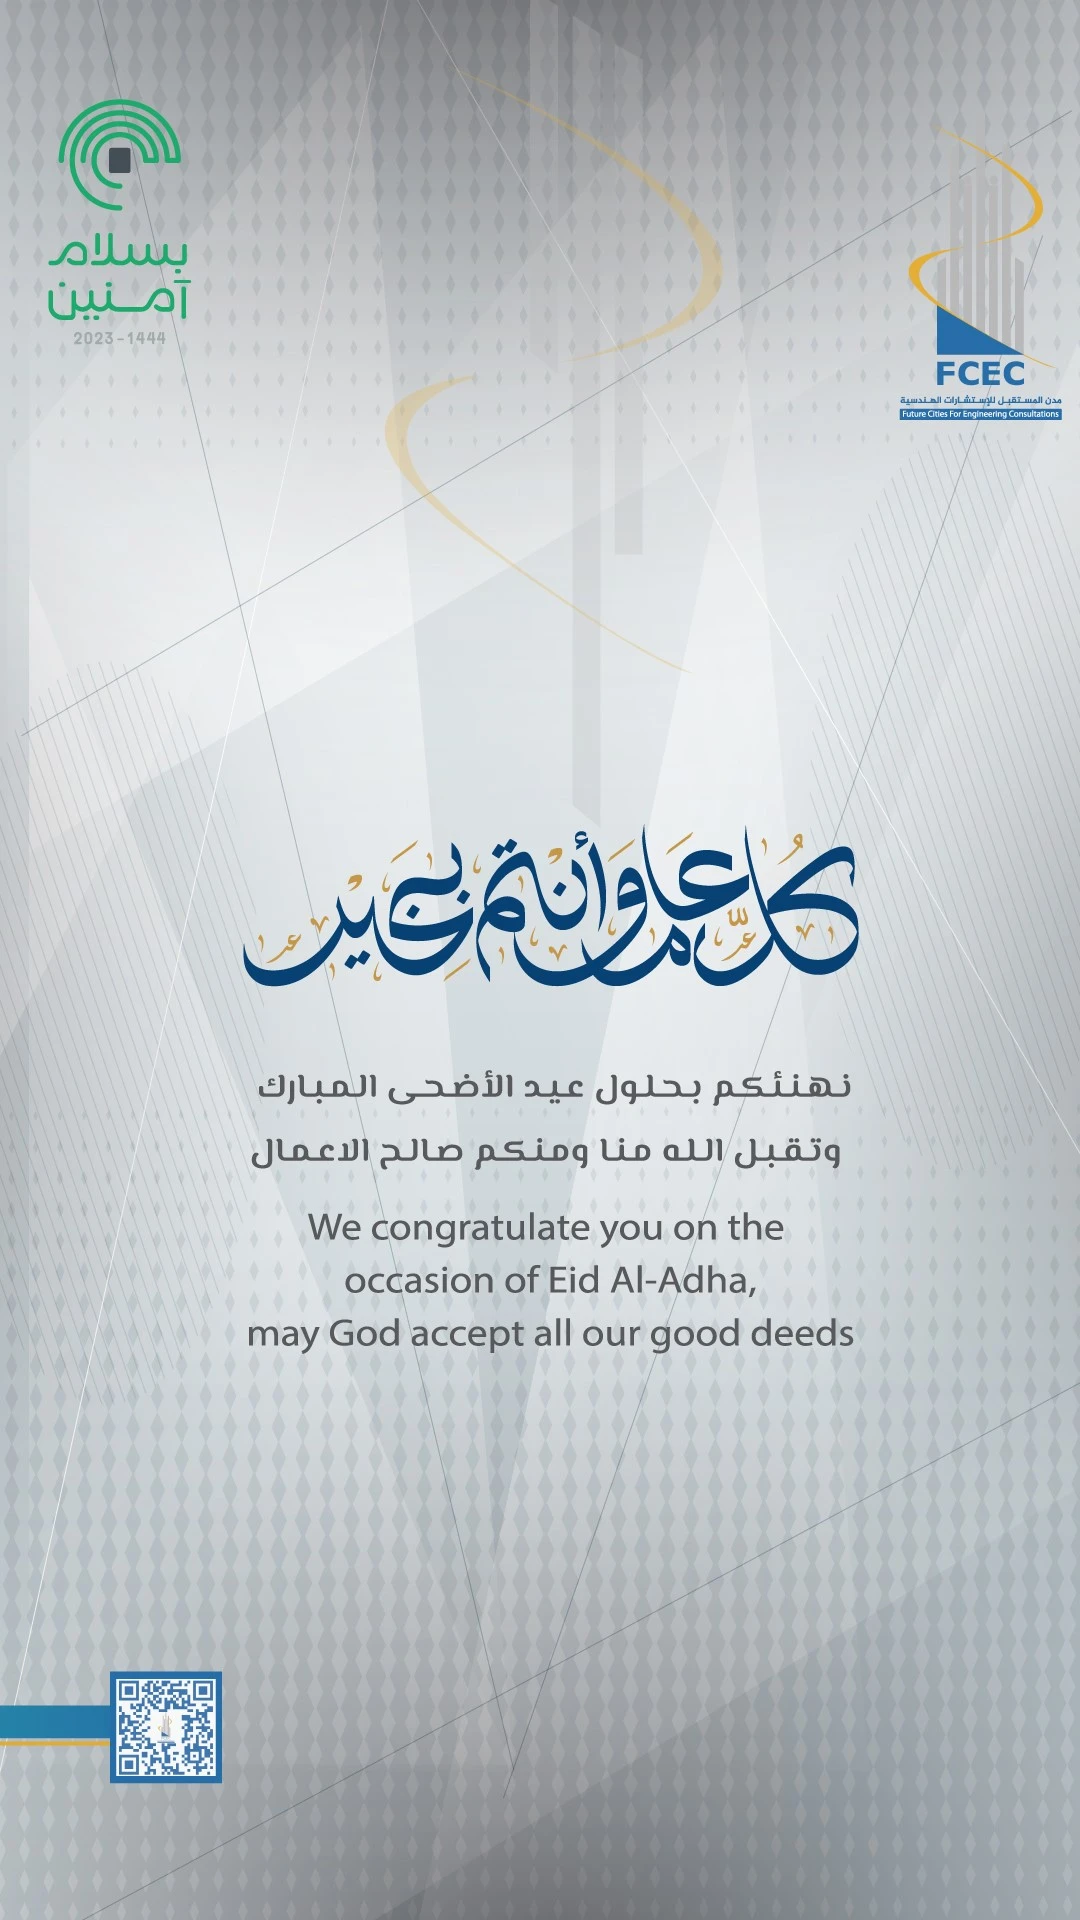 بسلام
آمنين
2023-1444
FCEC
مدن المستقبل للإستشارات الهندسية
Future Cities For Engineering Consultations
كل عام وأنتم بخير
نهنئكم بحلول عيد الأضحى المبارك
وتقبل الله منا ومنكم صالح الاعمال
We congratulate you on the
occasion of Eid Al-Adha,
may God accept all our good deeds